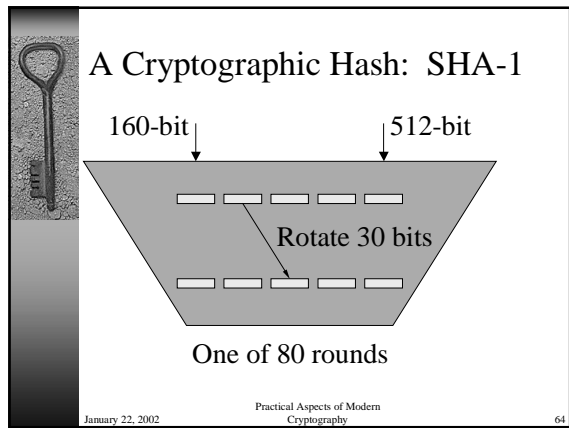 A Cryptographic Hash: SHA-1
160-bit
512-bit
Rotate 30 bits
One of 80 rounds
January 22, 2002
Practical Aspects of Modern
Cryptography
64